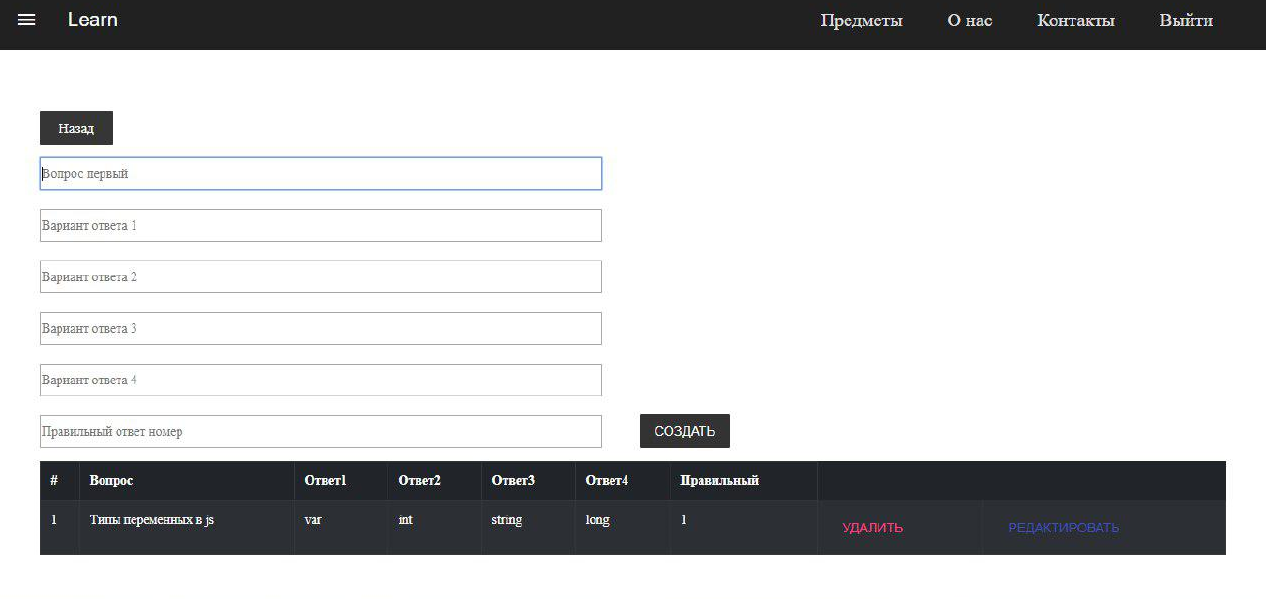 Learn Предметы О нас Контакты Выйти
Назад
Вопрос первый
Вариант ответа 1
Вариант ответа 2
Вариант ответа 3
Вариант ответа 4
Правильный ответ номер СОЗДАТЬ
# Вопрос Ответ1 Ответ2 Ответ3 Ответ4 Правильный
1 Типы переменных в js var int string long 1 УДАЛИТЬ РЕДАКТИРОВАТЬ